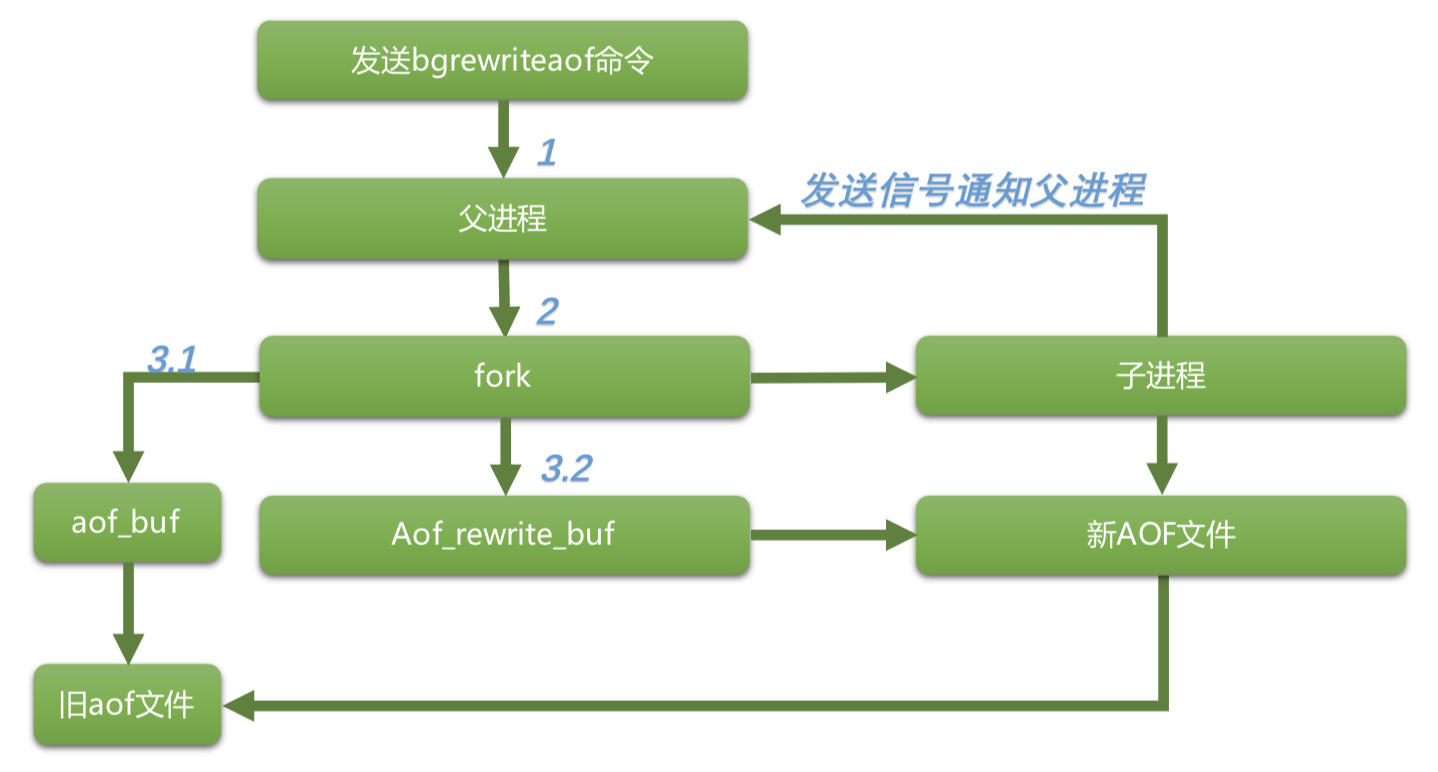 发送bgrewriteaof命令
1
发送信号通知父进程
父进程
2
3.1
fork
子进程
3.2
aof_buf
Aof_rewrite_buf
新AOF文件
旧aof文件